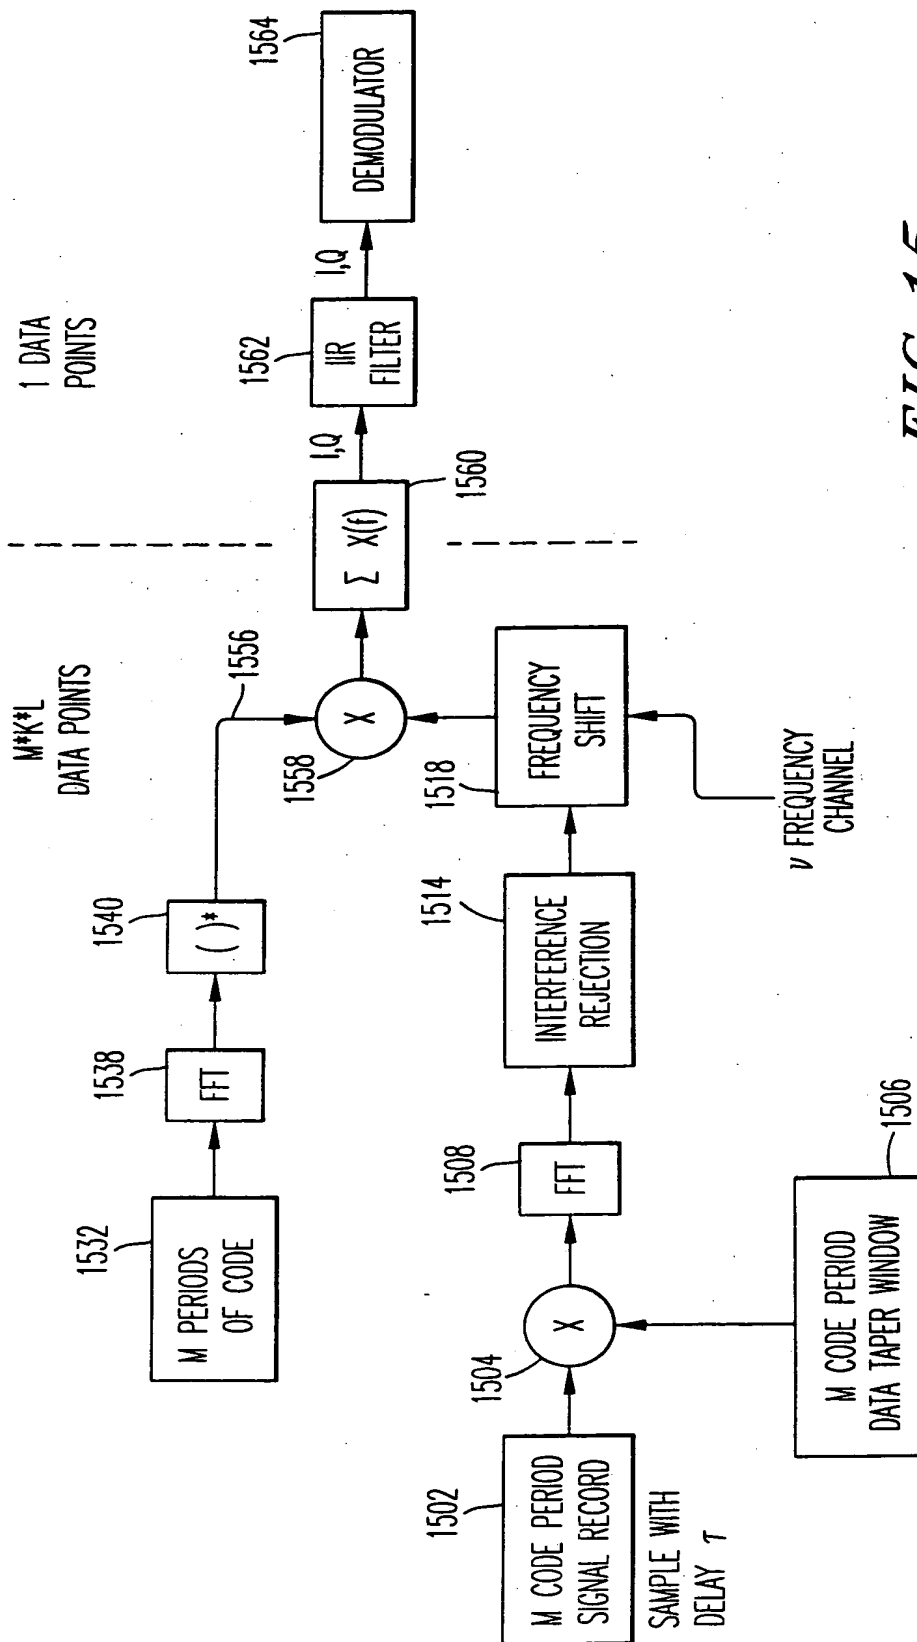 M*K*L
DATA POINTS
1 DATA
POINTS
1532
M PERIODS
OF CODE
1538
FFT
1540
( )*
1556
1558
X
Σ X(f)
1560
I,Q
1562
IIR
FILTER
I,Q
1564
DEMODULATOR
1502
M CODE PERIOD
SIGNAL RECORD
SAMPLE WITH
DELAY τ
1504
X
1508
FFT
1514
INTERFERENCE
REJECTION
1518
FREQUENCY
SHIFT
ν FREQUENCY
CHANNEL
1506
M CODE PERIOD
DATA TAPER WINDOW
FIG. 15